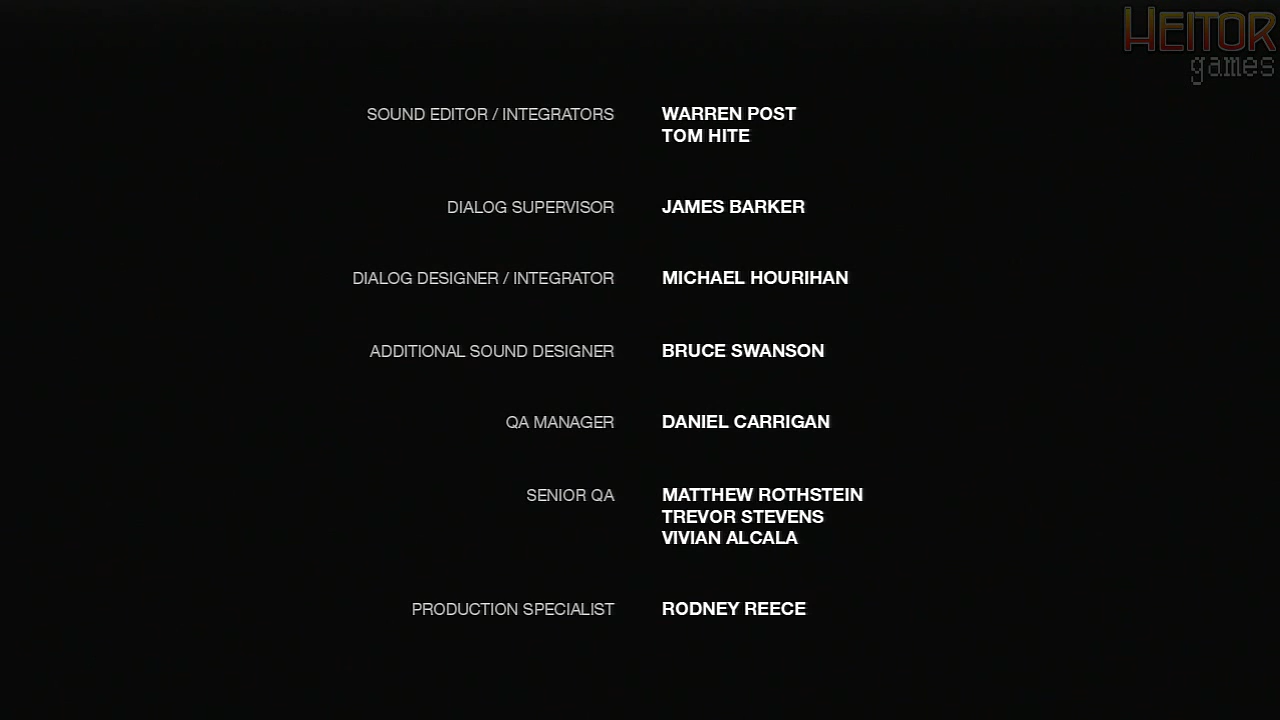 HEITOR
games
SOUND EDITOR / INTEGRATORS WARREN POST
TOM HITE
DIALOG SUPERVISOR JAMES BARKER
DIALOG DESIGNER / INTEGRATOR MICHAEL HOURIHAN
ADDITIONAL SOUND DESIGNER BRUCE SWANSON
QA MANAGER DANIEL CARRIGAN
SENIOR QA MATTHEW ROTHSTEIN
TREVOR STEVENS
VIVIAN ALCALA
PRODUCTION SPECIALIST RODNEY REECE